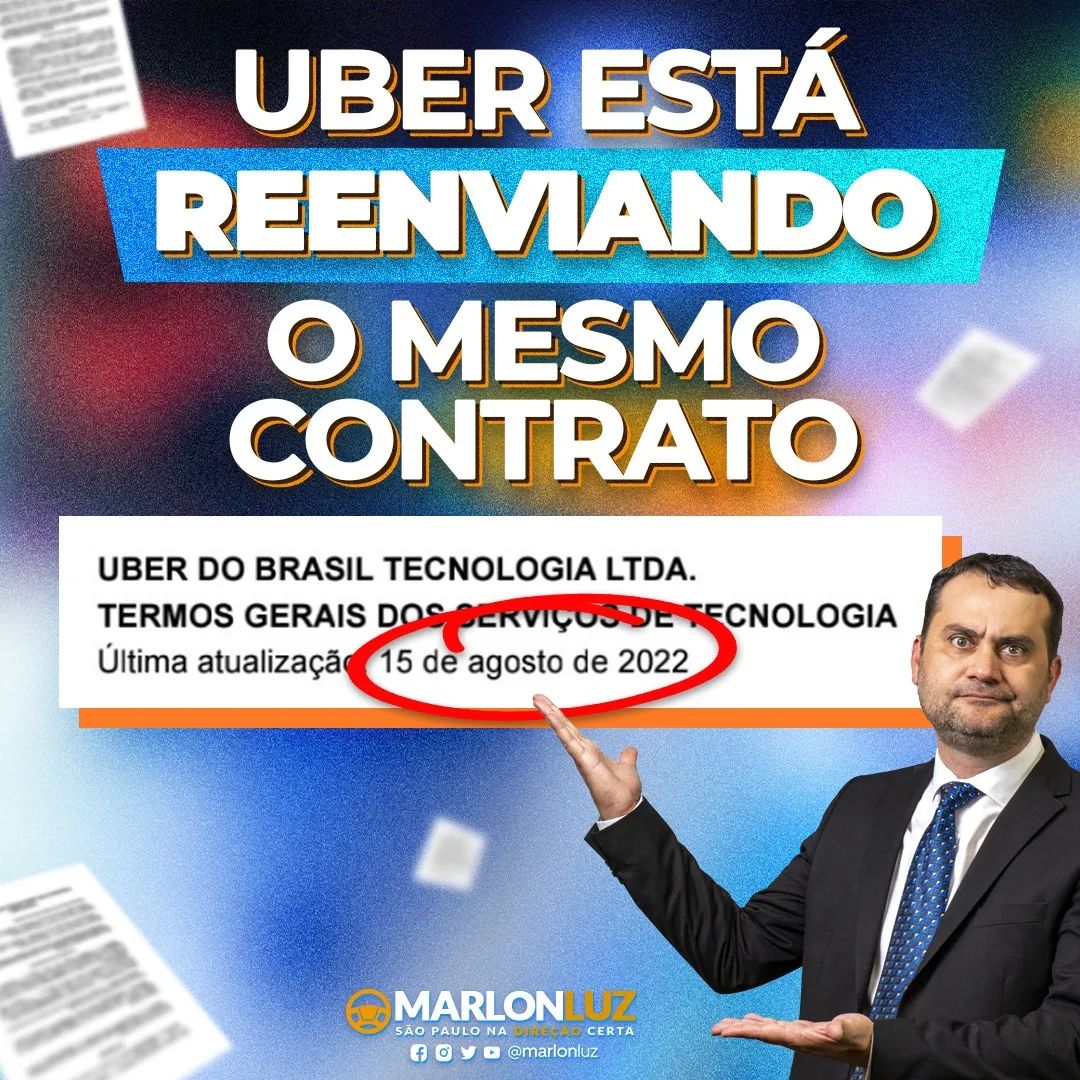 UBER ESTÁ
REENVIANDO
O MESMO
CONTRATO
UBER DO BRASIL TECNOLOGIA LTDA.
TERMOS GERAIS DOS SERVIÇOS DE TECNOLOGIA
Última atualização 15 de agosto de 2022
MARLONLUZ
SÃO PAULO NA DIREÇÃO CERTA
@marlonluz